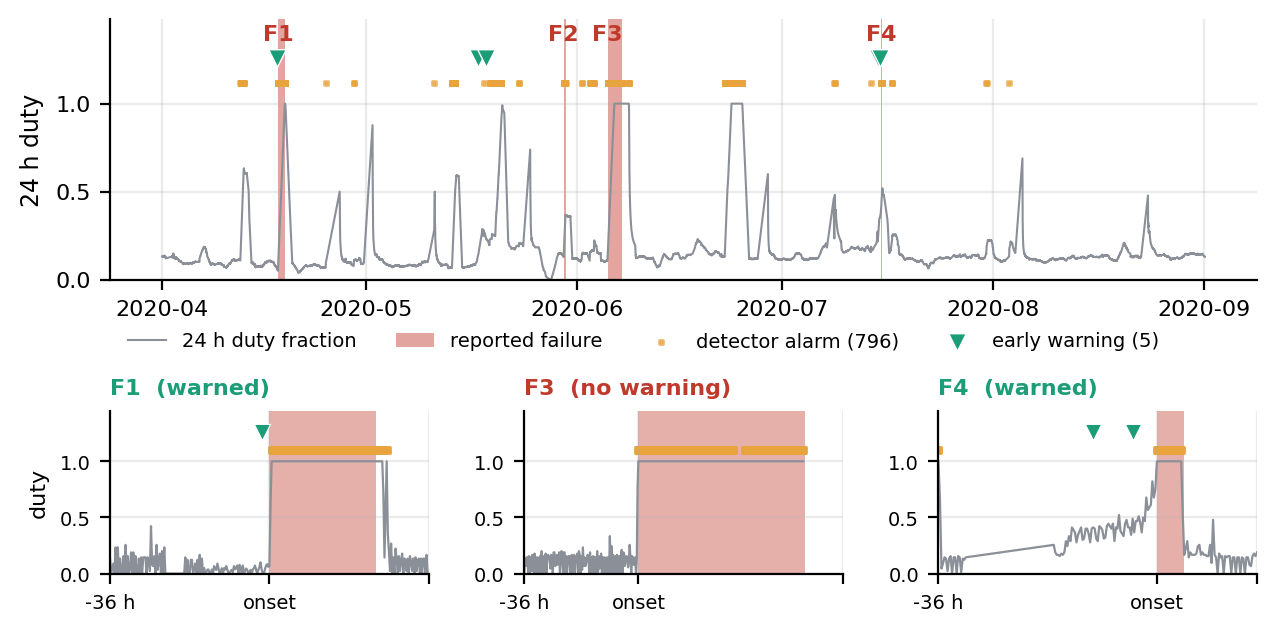 F1 F2 F3 F4
24 h duty
1.0
0.5
0.0
2020-04 2020-05 2020-06 2020-07 2020-08 2020-09
24 h duty fraction reported failure detector alarm (796) early warning (5)
F1 (warned) F3 (no warning) F4 (warned)
duty
1.0 1.0 1.0
0.5 0.5 0.5
0.0 0.0 0.0
-36 h onset -36 h onset -36 h onset